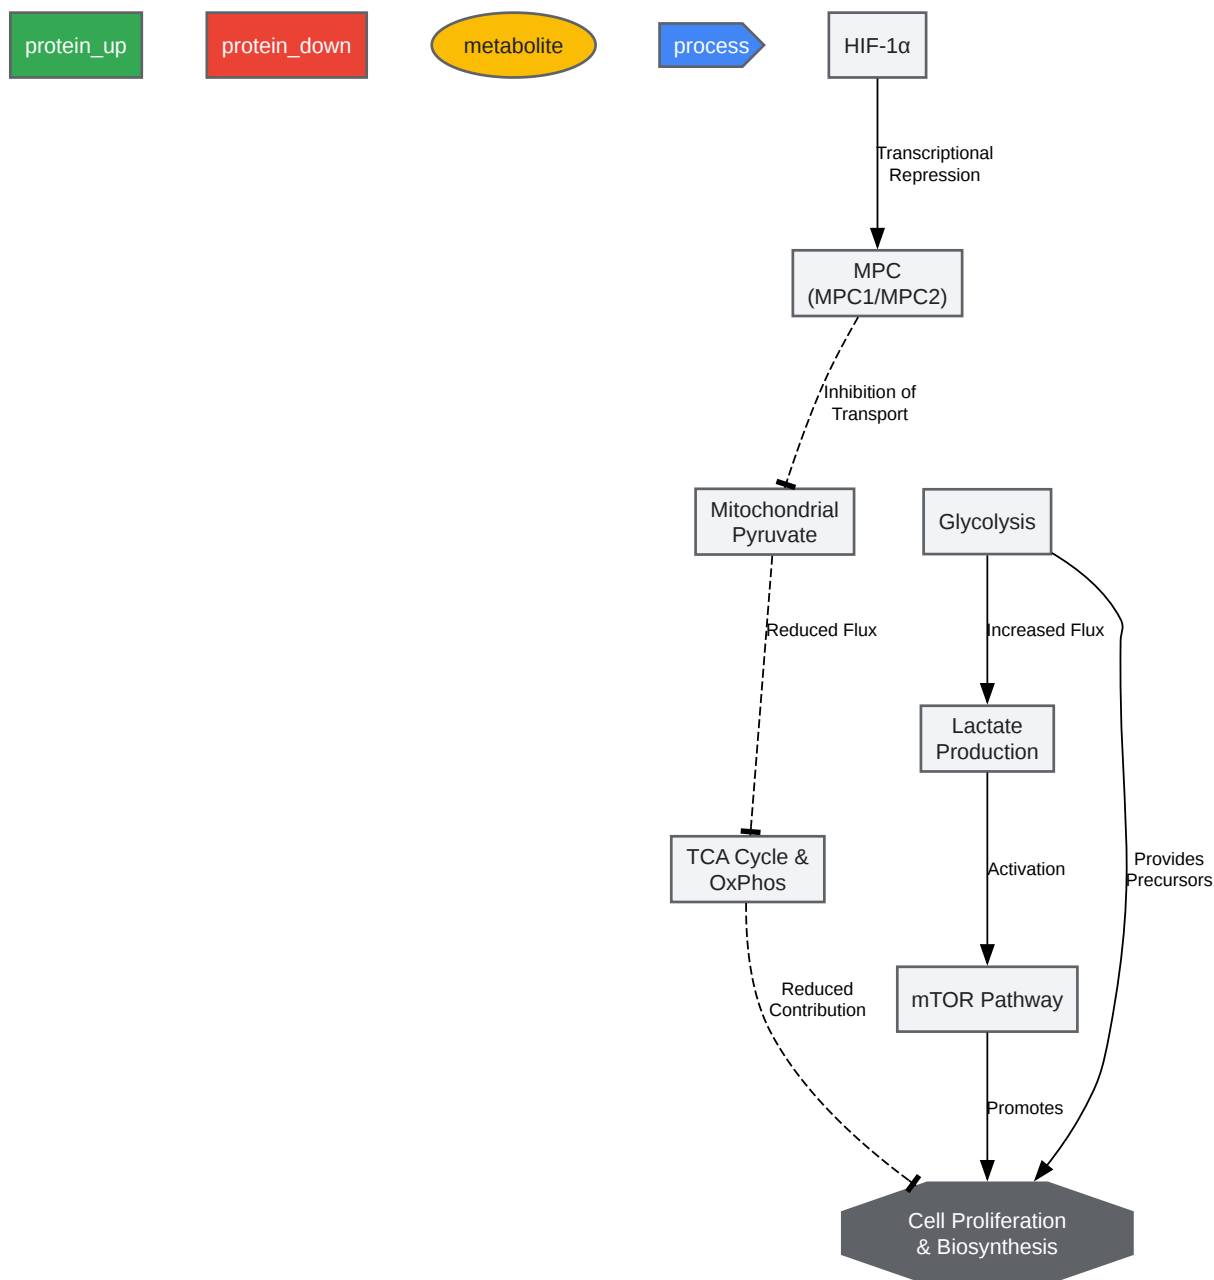 protein_up
protein_down
metabolite
process
HIF-1α
Transcriptional
Repression
MPC
(MPC1/MPC2)
Inhibition of
Transport
Mitochondrial
Pyruvate
Glycolysis
Reduced Flux
Increased Flux
Lactate
Production
TCA Cycle &
OxPhos
Activation
Provides
Precursors
Reduced
Contribution
mTOR Pathway
Promotes
Cell Proliferation
& Biosynthesis